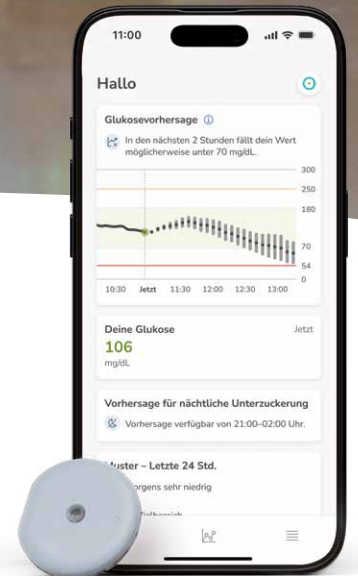 11:00
Hallo
Glukosevorhersage
In den nächsten 2 Stunden fällt dein Wert
möglicherweise unter 70 mg/dL.
300
250
180
70
54
0
10:30 Jetzt 11:30 12:00 12:30 13:00
Deine Glukose Jetzt
106
mg/dL
Vorhersage für nächtliche Unterzuckerung
Vorhersage verfügbar von 21:00–02:00 Uhr.
Muster – Letzte 24 Std.
orgens sehr niedrig